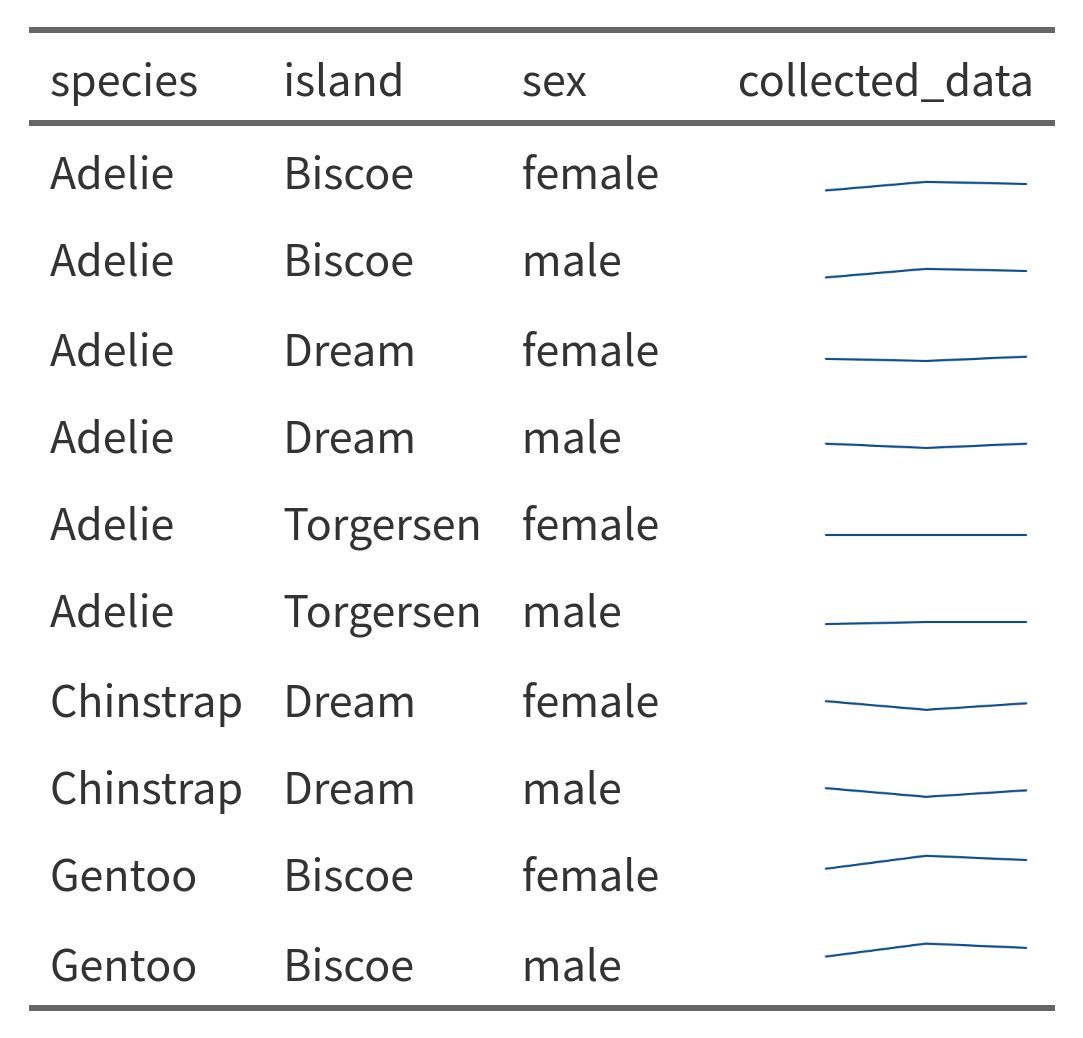 species island sex collected_data
Adelie Biscoe female
Adelie Biscoe male
Adelie Dream female
Adelie Dream male
Adelie Torgersen female
Adelie Torgersen male
Chinstrap Dream female
Chinstrap Dream male
Gentoo Biscoe female
Gentoo Biscoe male